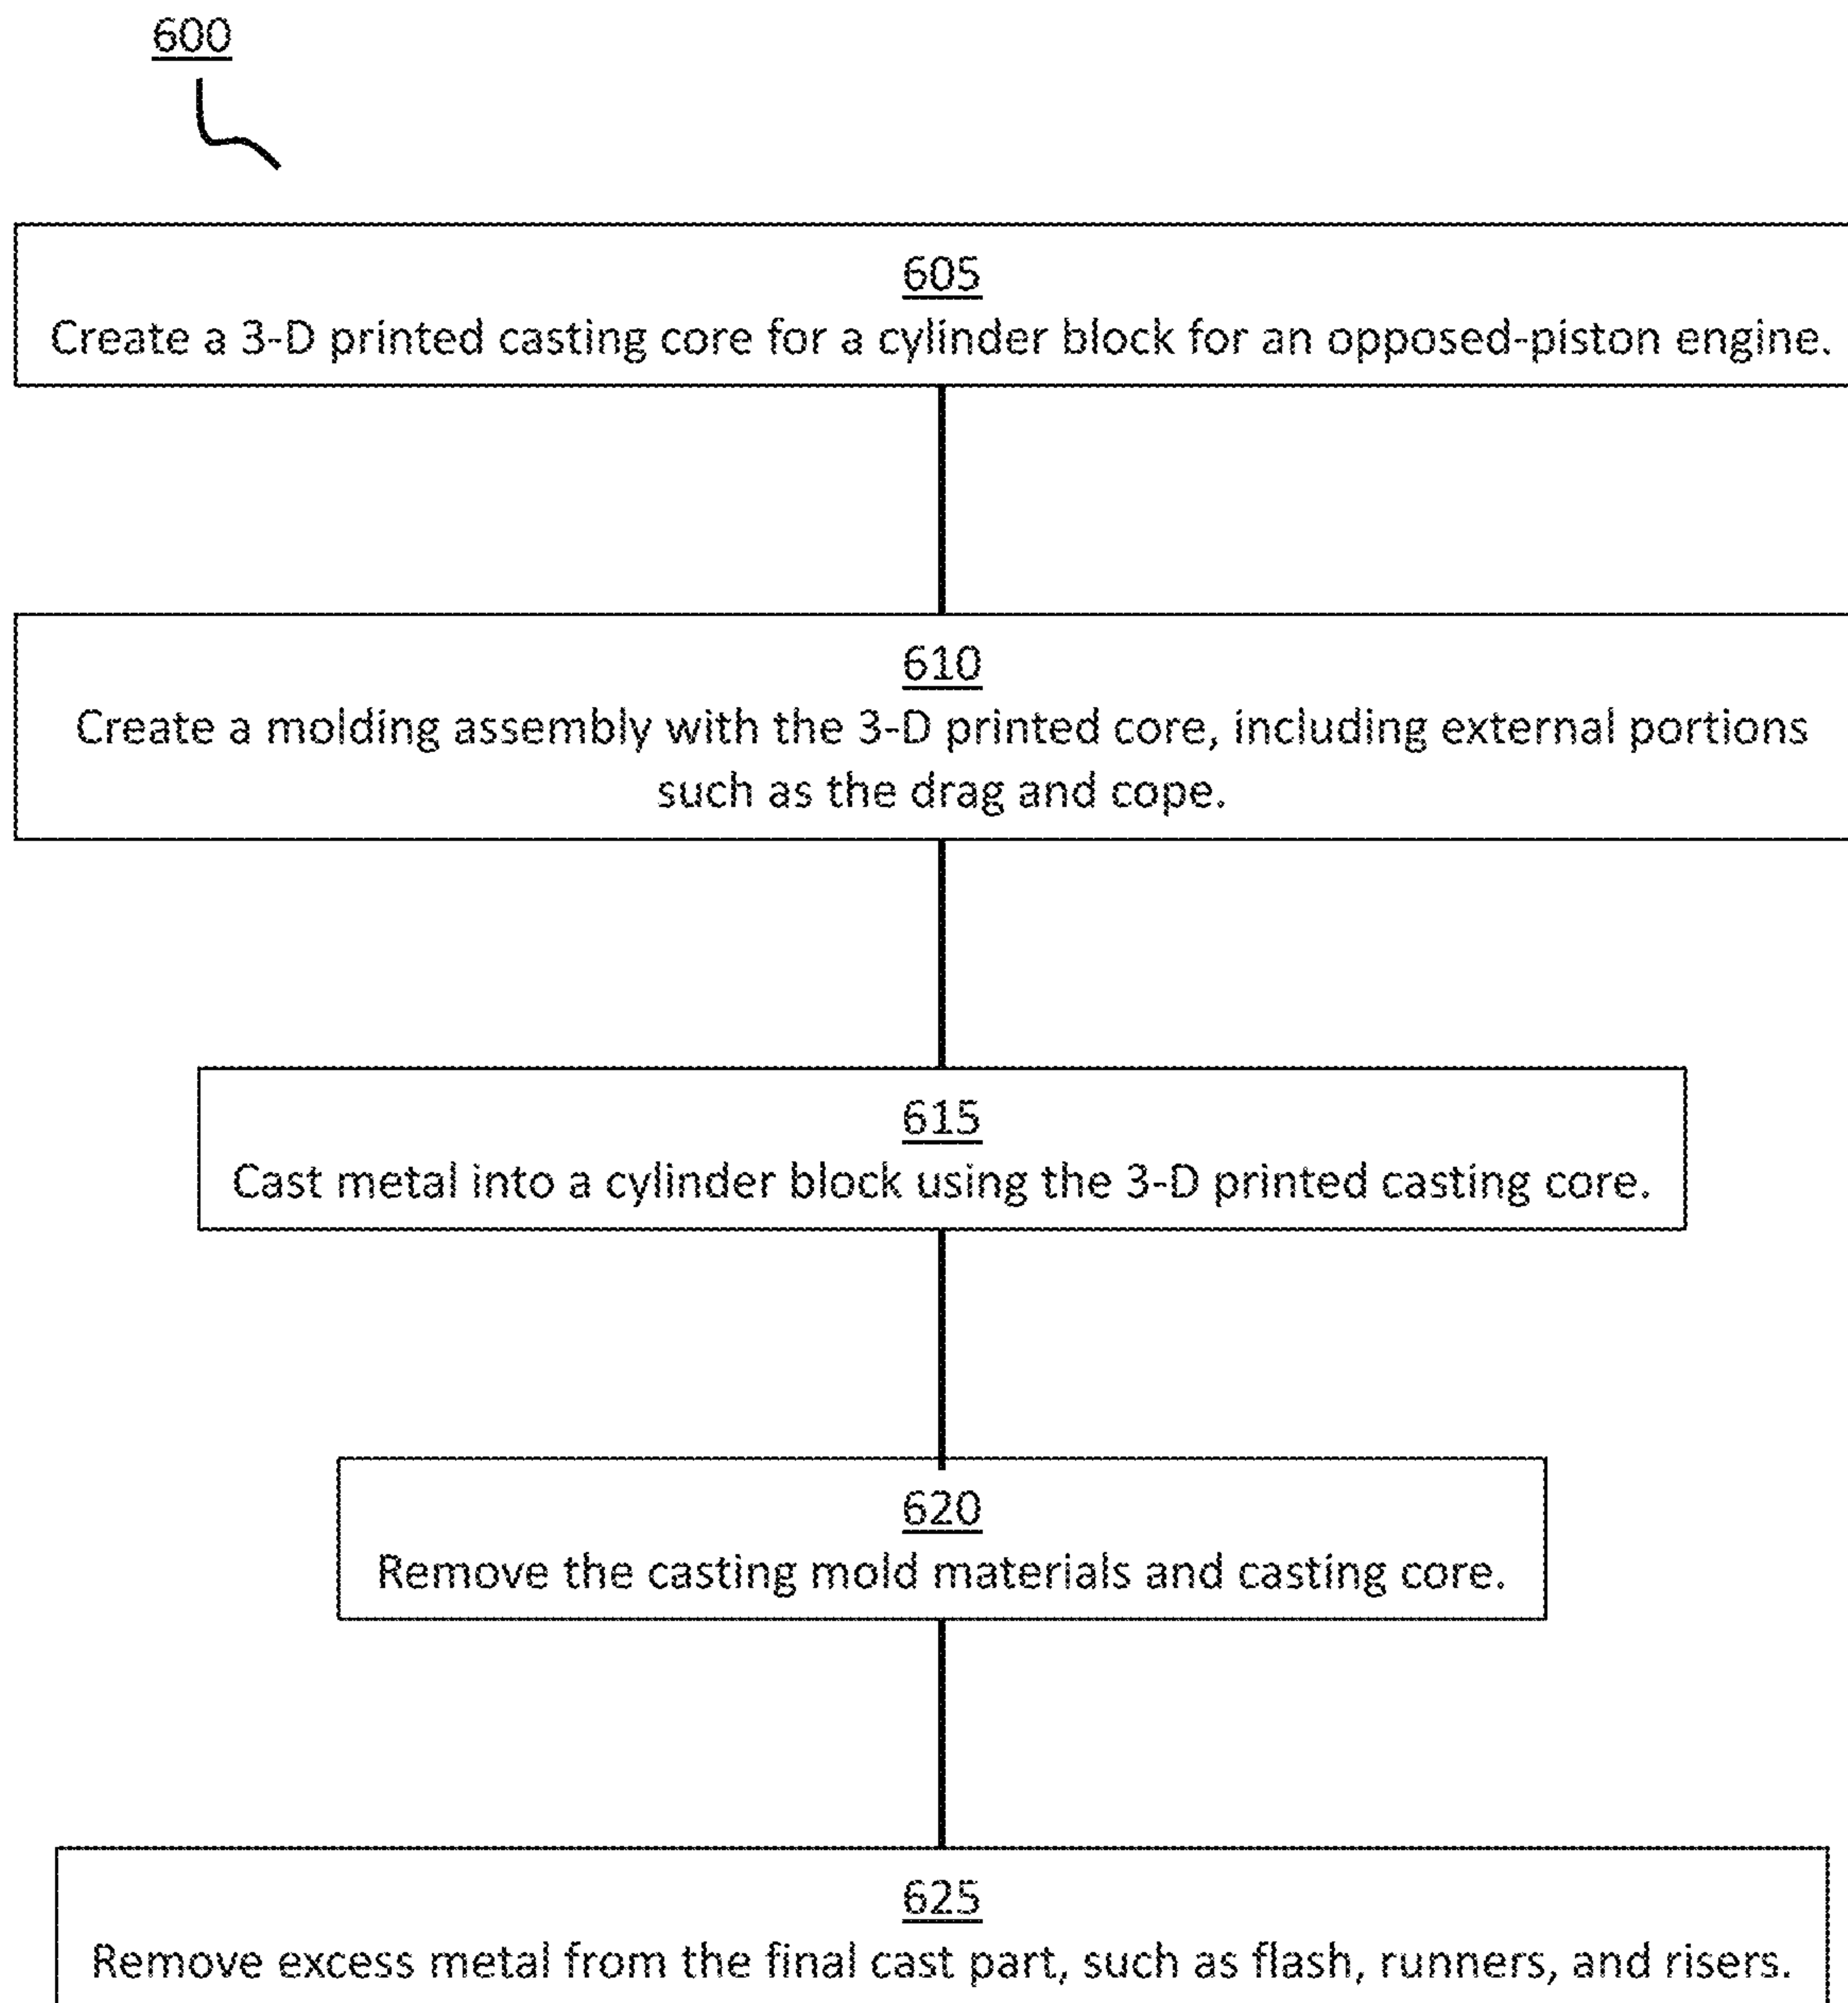 600
605
Create a 3-D printed casting core for a cylinder block for an opposed-piston engine.
610
Create a molding assembly with the 3-D printed core, including external portions
such as the drag and cope.
615
Cast metal into a cylinder block using the 3-D printed casting core.
620
Remove the casting mold materials and casting core.
625
Remove excess metal from the final cast part, such as flash, runners, and risers.